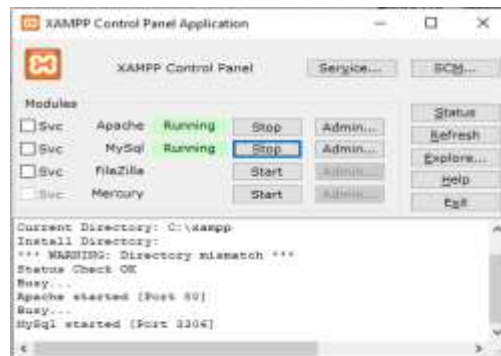 XAMPP Control Panel Application
XAMPP Control Panel
Service...
SCM...
Modules
Svc Apache Running Stop Admin...
Svc MySql Running Stop Admin...
Svc FileZilla Start Admin...
Svc Mercury Start Admin...
Status
Refresh
Explore...
Help
Exit
Current Directory: C:\xampp
Install Directory:
*** WARNING: Directory mismatch ***
Status Check OK
Busy...
Apache started [Port 80]
Busy...
MySql started [Port 3306]